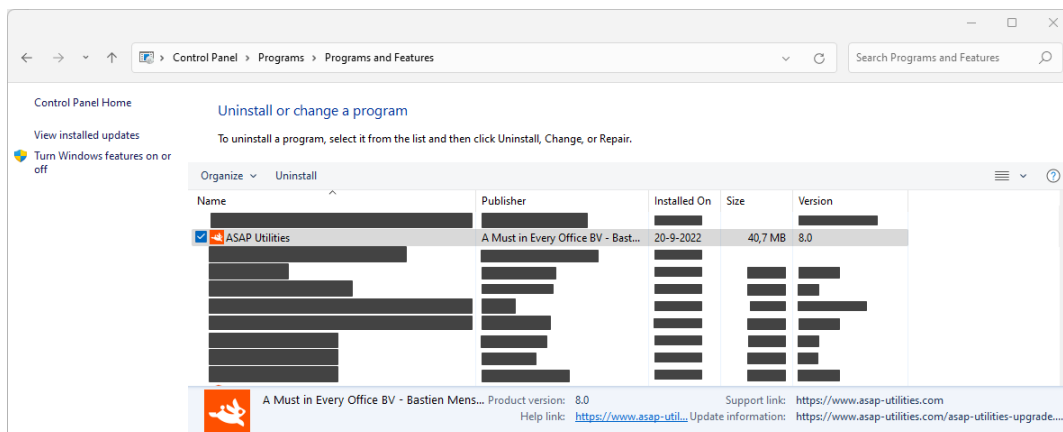 Control Panel > Programs > Programs and Features
Search Programs and Features
Control Panel Home
View installed updates
Turn Windows features on or
off
Uninstall or change a program
To uninstall a program, select it from the list and then click Uninstall, Change, or Repair.
Organize Uninstall
Name Publisher Installed On Size Version
ASAP Utilities A Must in Every Office BV - Bast... 20-9-2022 40,7 MB 8.0
A Must in Every Office BV - Bastien Mens... Product version: 8.0 Support link: https://www.asap-utilities.com
Help link: https://www.asap-util... Update information: https://www.asap-utilities.com/asap-utilities-upgrade....